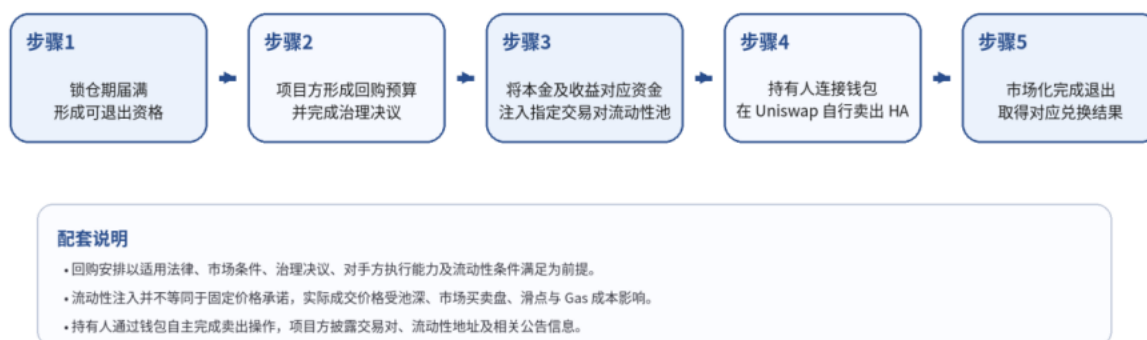 步骤1
锁仓期届满
形成可退出资格
步骤2
项目方形成回购预算
并完成治理决议
步骤3
将本金及收益对应资金
注入指定交易对流动性池
步骤4
持有人连接钱包
在 Uniswap 自行卖出 HA
步骤5
市场化完成退出
取得对应兑换结果
配套说明
• 回购安排以适用法律、市场条件、治理决议、对手方执行能力及流动性条件满足为前提。
• 流动性注入并不等同于固定价格承诺，实际成交价格受池深、市场买卖盘、滑点与 Gas 成本影响。
• 持有人通过钱包自主完成卖出操作，项目方披露交易对、流动性地址及相关公告信息。